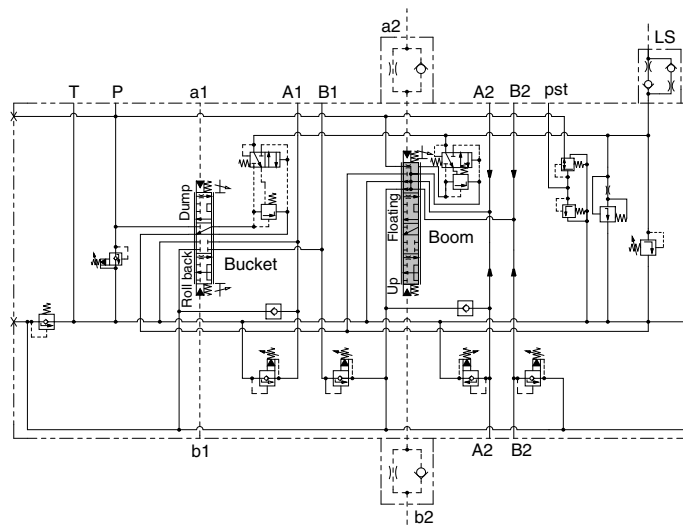 a2
LS
T P a1 A1 B1 A2 B2 pst
Dump
Bucket
Roll back
Floating
Boom
Up
b1 A2 B2
b2